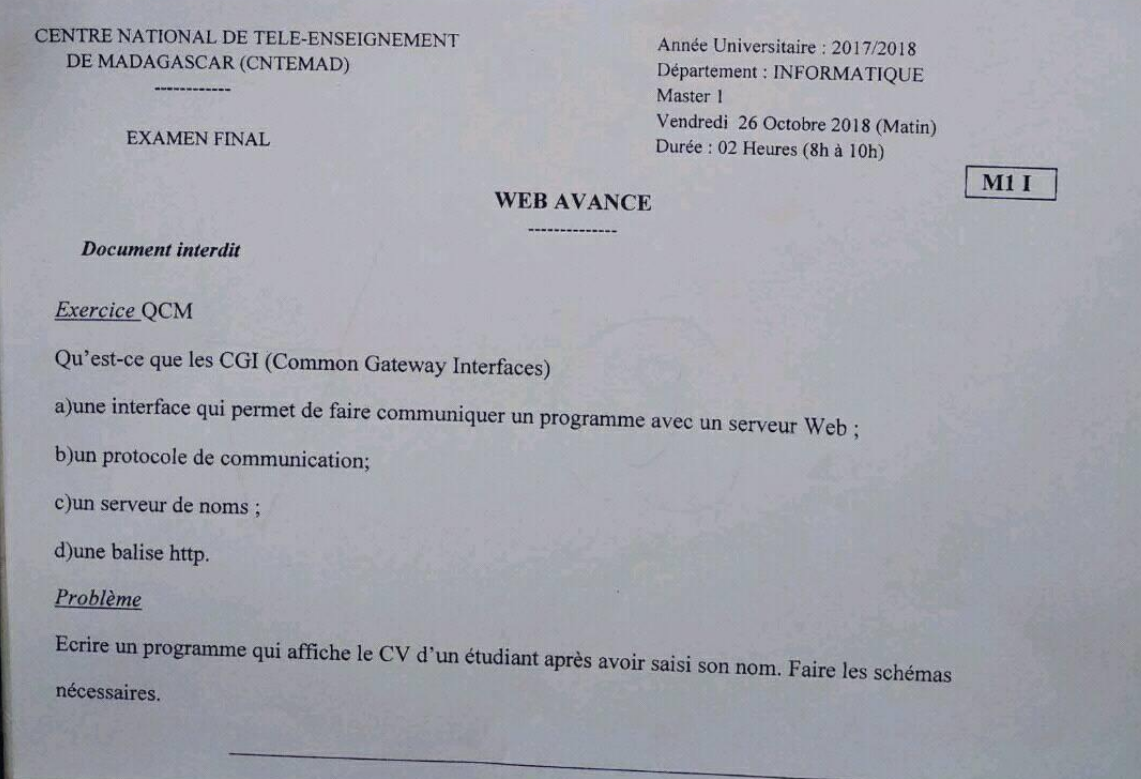 CENTRE NATIONAL DE TELE-ENSEIGNEMENT
DE MADAGASCAR (CNTEMAD)
------------
EXAMEN FINAL
Année Universitaire : 2017/2018
Département : INFORMATIQUE
Master 1
Vendredi 26 Octobre 2018 (Matin)
Durée : 02 Heures (8h à 10h)
M1 I
WEB AVANCE
--------------
Document interdit
Exercice QCM
Qu’est-ce que les CGI (Common Gateway Interfaces)
a)une interface qui permet de faire communiquer un programme avec un serveur Web ;
b)un protocole de communication;
c)un serveur de noms ;
d)une balise http.
Problème
Ecrire un programme qui affiche le CV d’un étudiant après avoir saisi son nom. Faire les schémas
nécessaires.